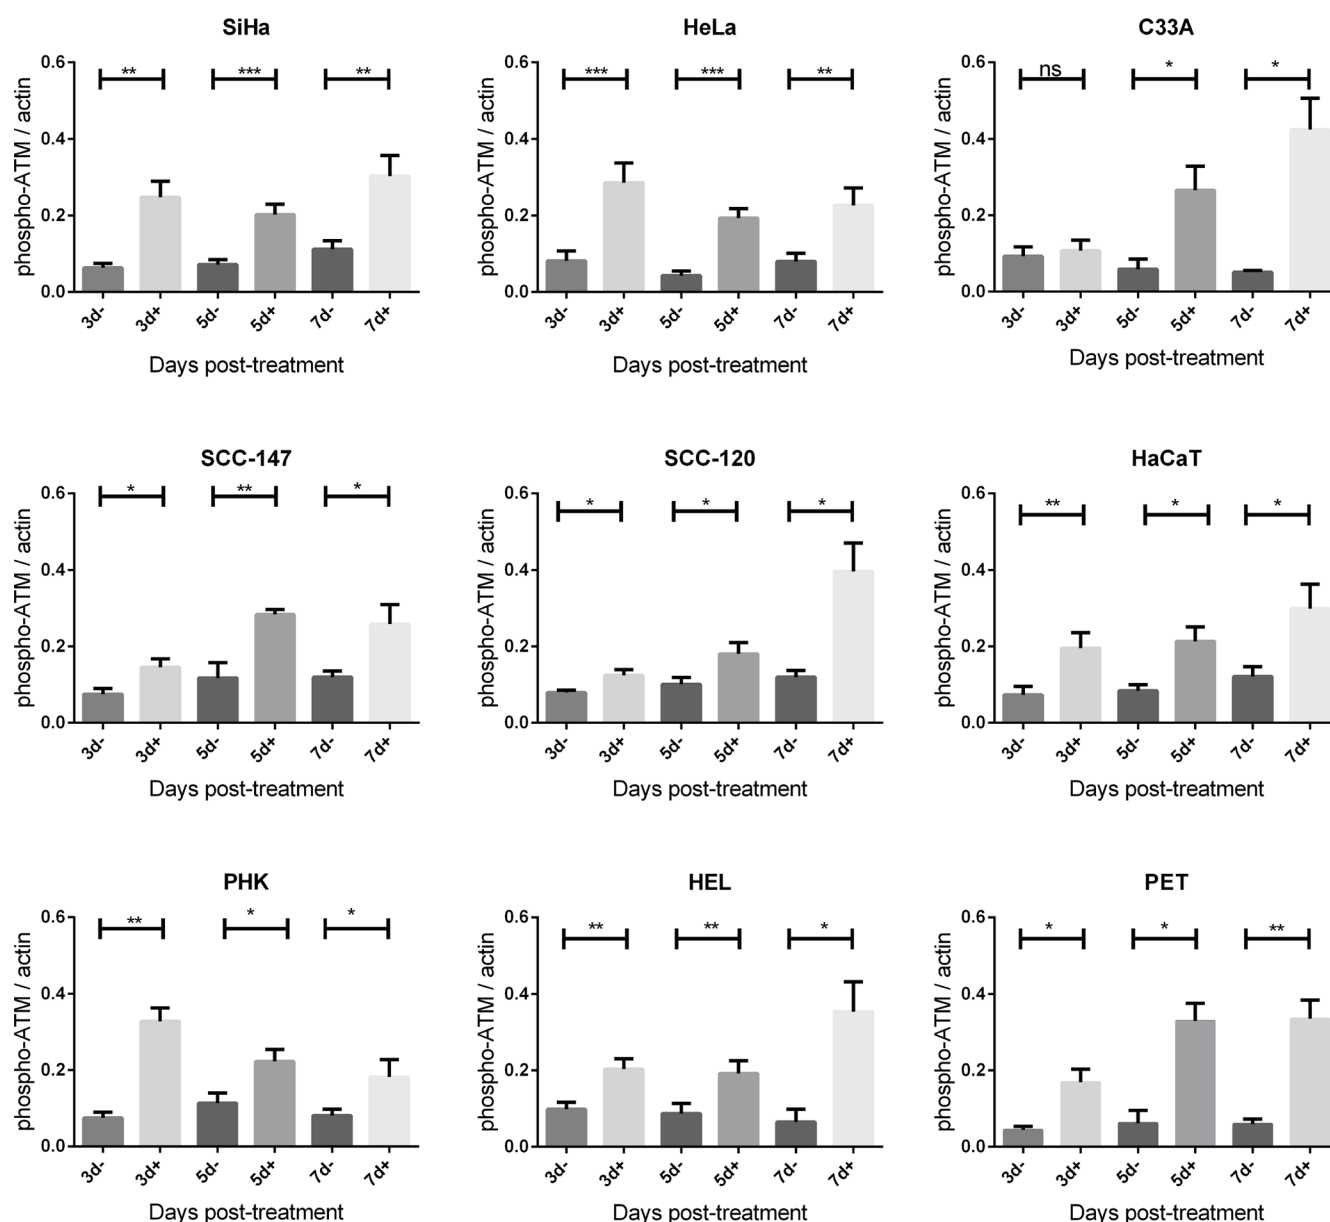 SiHa
** *** **
phospho-ATM / actin
0.6
0.4
0.2
0.0
3d- 3d+ 5d- 5d+ 7d- 7d+
Days post-treatment
HeLa
*** *** **
phospho-ATM / actin
0.6
0.4
0.2
0.0
3d- 3d+ 5d- 5d+ 7d- 7d+
Days post-treatment
C33A
ns * *
phospho-ATM / actin
0.6
0.4
0.2
0.0
3d- 3d+ 5d- 5d+ 7d- 7d+
Days post-treatment
SCC-147
* ** *
phospho-ATM / actin
0.6
0.4
0.2
0.0
3d- 3d+ 5d- 5d+ 7d- 7d+
Days post-treatment
SCC-120
* * *
phospho-ATM / actin
0.6
0.4
0.2
0.0
3d- 3d+ 5d- 5d+ 7d- 7d+
Days post-treatment
HaCaT
** * *
phospho-ATM / actin
0.6
0.4
0.2
0.0
3d- 3d+ 5d- 5d+ 7d- 7d+
Days post-treatment
PHK
** * *
phospho-ATM / actin
0.6
0.4
0.2
0.0
3d- 3d+ 5d- 5d+ 7d- 7d+
Days post-treatment
HEL
** ** *
phospho-ATM / actin
0.6
0.4
0.2
0.0
3d- 3d+ 5d- 5d+ 7d- 7d+
Days post-treatment
PET
* * **
phospho-ATM / actin
0.6
0.4
0.2
0.0
3d- 3d+ 5d- 5d+ 7d- 7d+
Days post-treatment